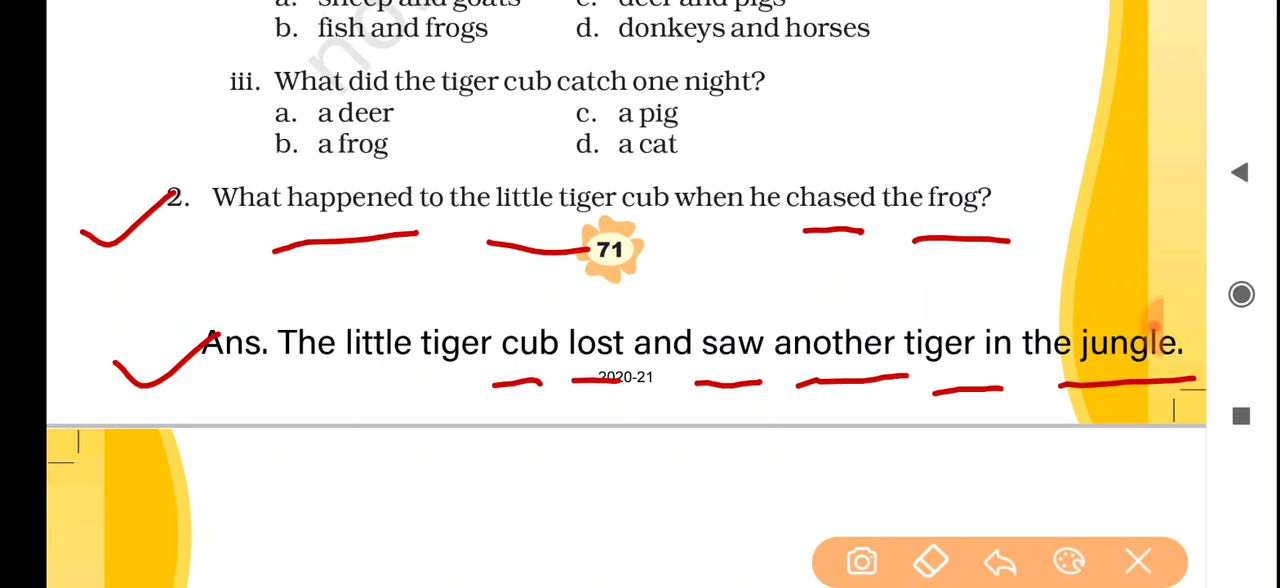 b. fish and frogs d. donkeys and horses
iii. What did the tiger cub catch one night?
a. a deer c. a pig
b. a frog d. a cat
2. What happened to the little tiger cub when he chased the frog?
71
Ans. The little tiger cub lost and saw another tiger in the jungle.
2020-21